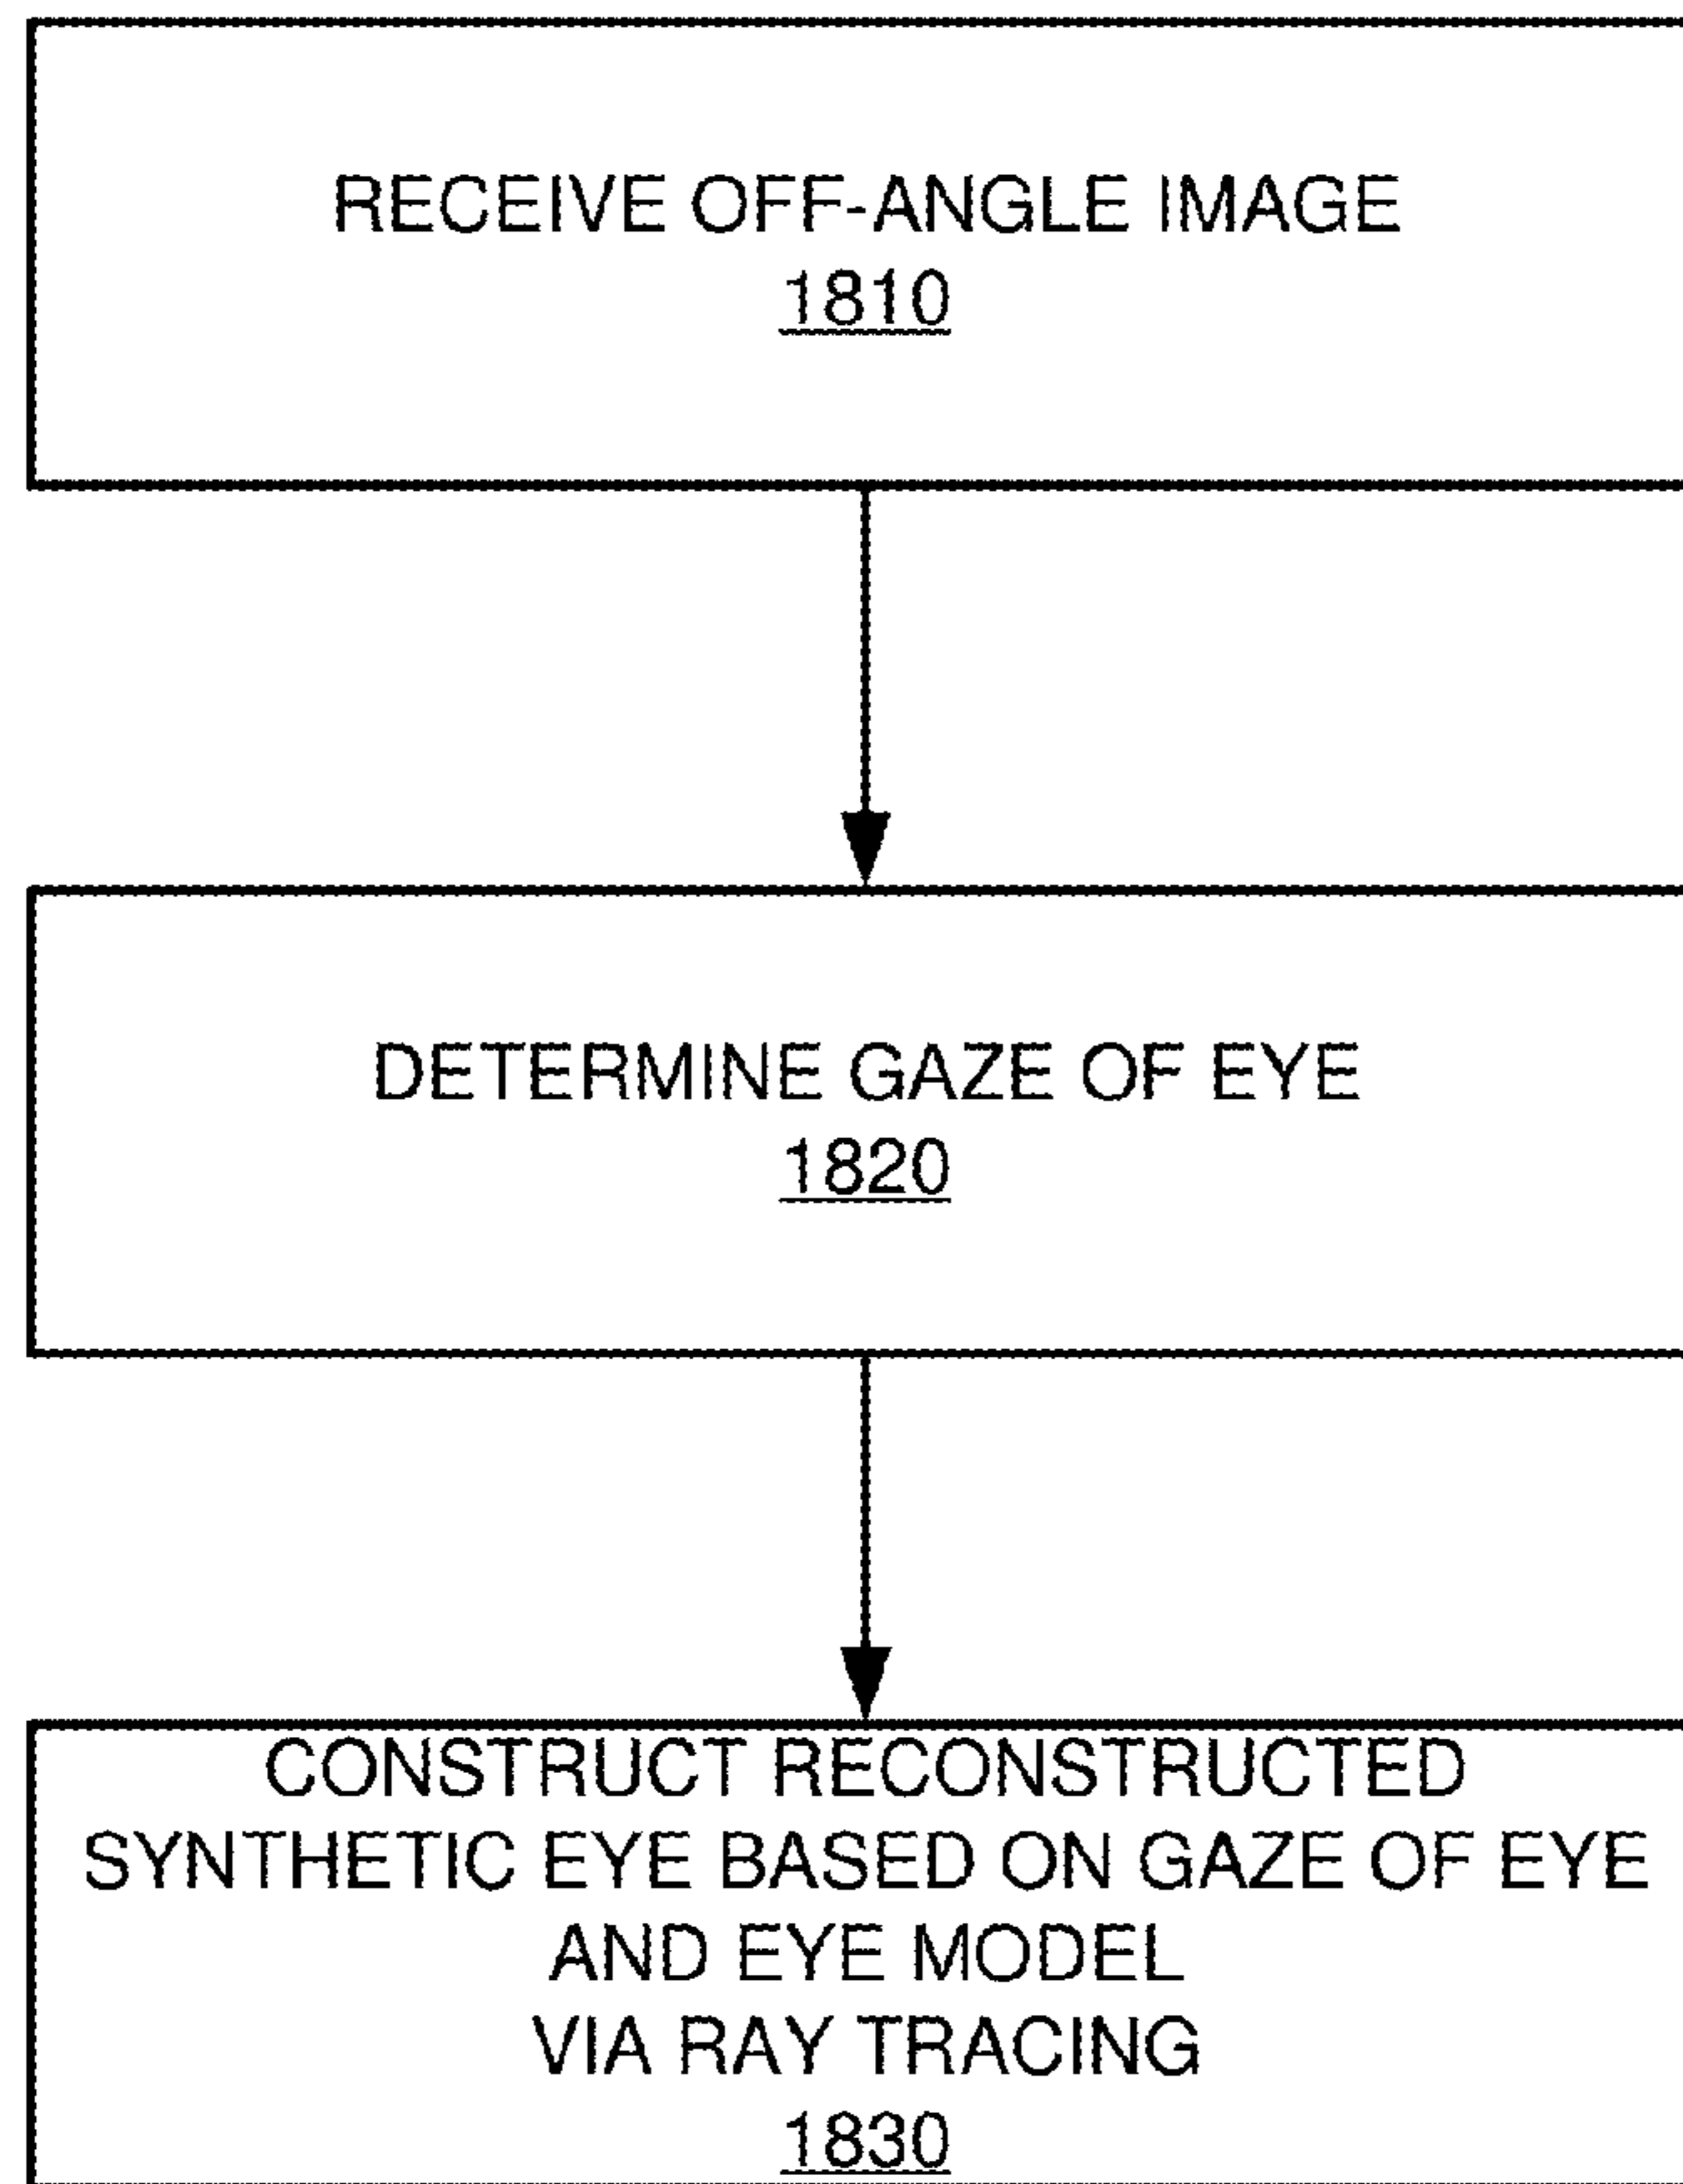 RECEIVE OFF-ANGLE IMAGE
1810
DETERMINE GAZE OF EYE
1820
CONSTRUCT RECONSTRUCTED
SYNTHETIC EYE BASED ON GAZE OF EYE
AND EYE MODEL
VIA RAY TRACING
1830